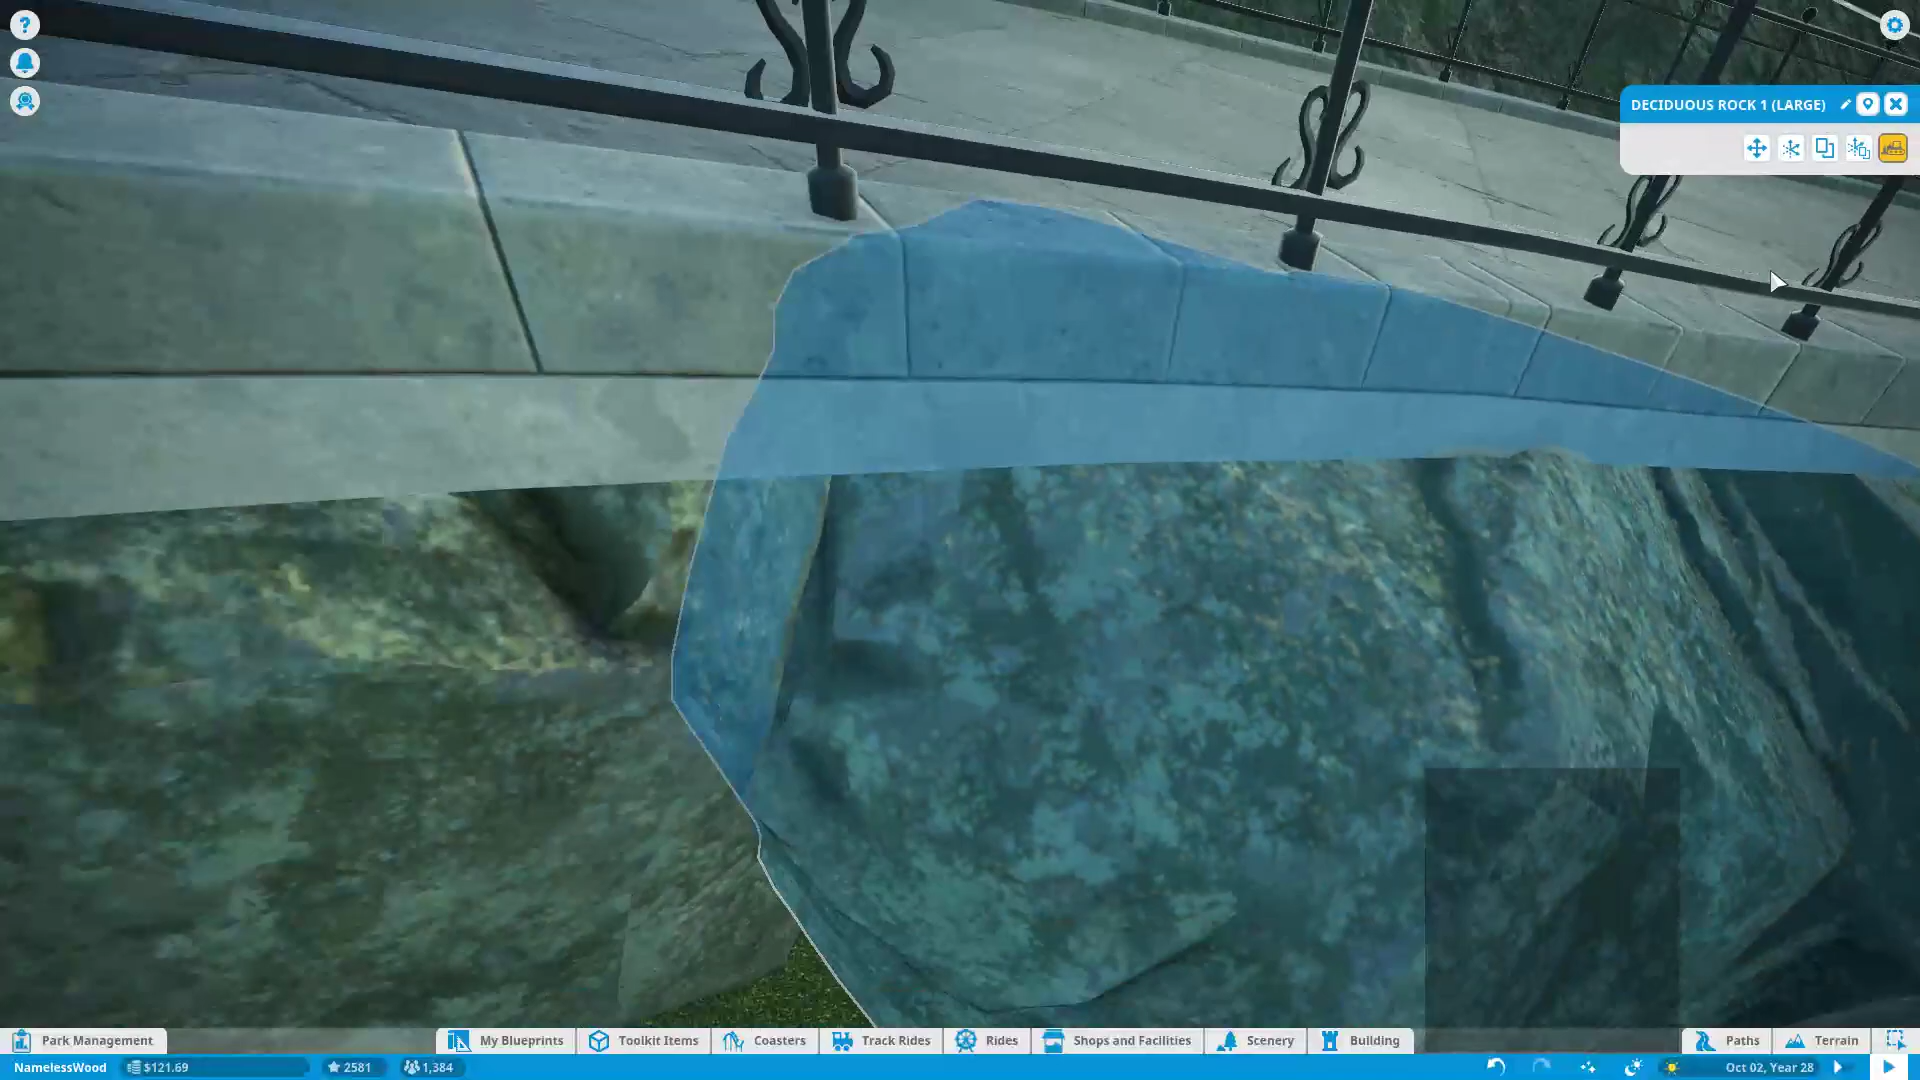 ?
DECIDUOUS ROCK 1 (LARGE)
Park Management
My Blueprints
Toolkit Items
Coasters
Track Rides
Rides
Shops and Facilities
Scenery
Building
Paths
Terrain
NamelessWood
$121.69
2581
1,384
Oct 02, Year 28